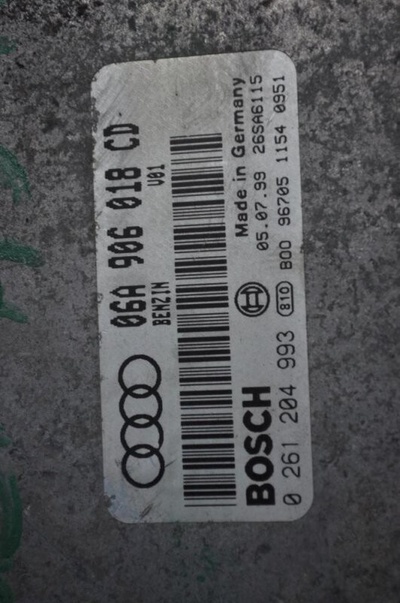 06A 906 018 CD
BENZIN V01
Made in Germany
BOSCH 05.07.99 26SA6115
0 261 204 993 810 B00 96705 1154 0951